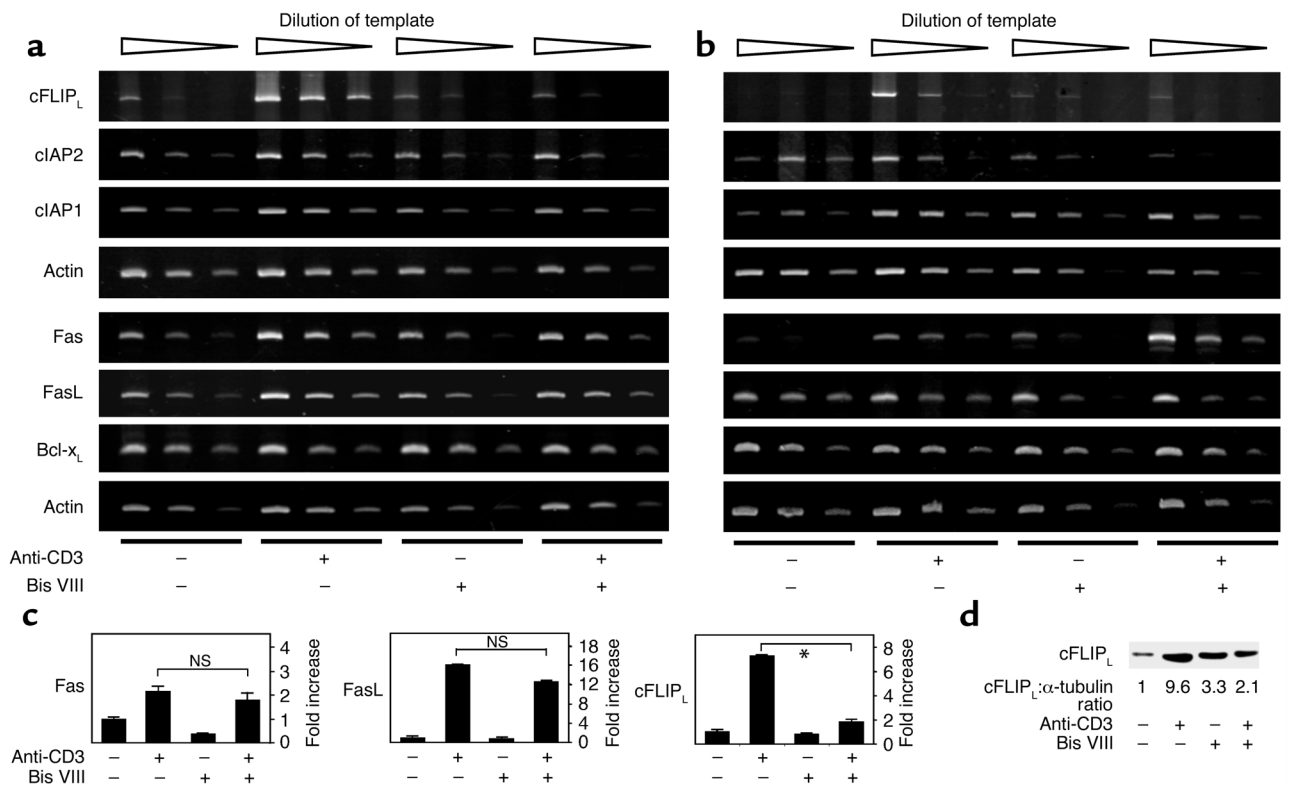 Dilution of template
Dilution of template
a
b
cFLIPL
cIAP2
cIAP1
Actin
Fas
FasL
Bcl-xL
Actin
Anti-CD3 – + – +
– + – +
Bis VIII – – + +
– – + +
c
d
Fas
NS
4
3
2
1
0
Fold increase
Anti-CD3 – + – +
Bis VIII – – + +
FasL
NS
18
16
12
8
4
0
Fold increase
– + – +
– – + +
cFLIPL
*
8
6
4
2
0
Fold increase
– + – +
– – + +
cFLIPL
cFLIPL:α-tubulin 1 9.6 3.3 2.1
ratio
Anti-CD3 – + – +
Bis VIII – – + +